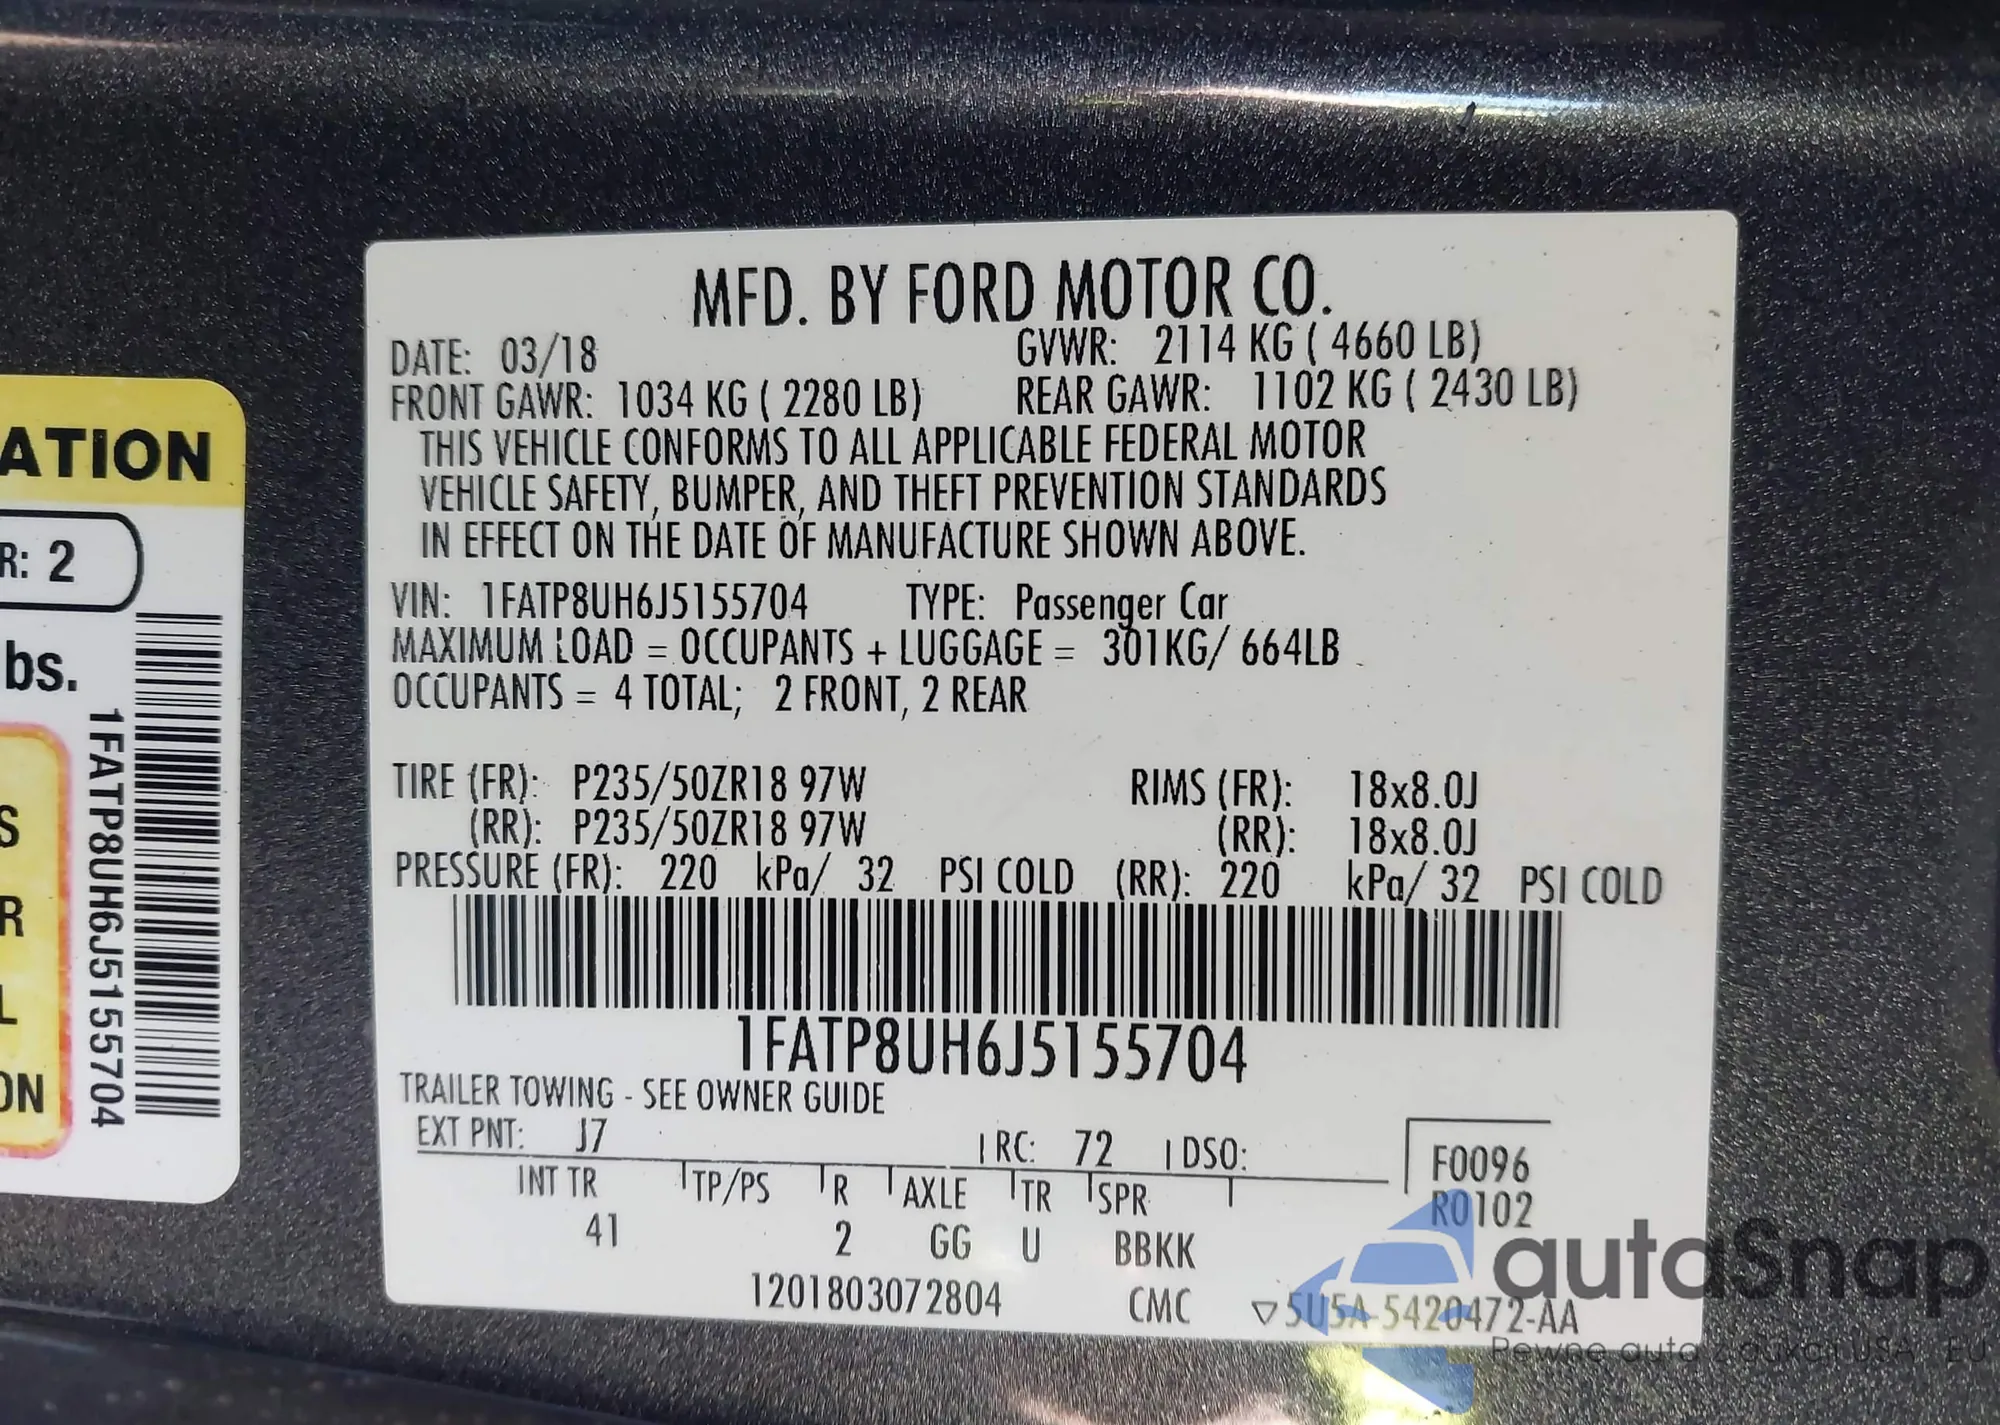 MFD. BY FORD MOTOR CO.
DATE: 03/18 GVWR: 2114 KG ( 4660 LB)
FRONT GAWR: 1034 KG ( 2280 LB) REAR GAWR: 1102 KG ( 2430 LB)
THIS VEHICLE CONFORMS TO ALL APPLICABLE FEDERAL MOTOR
VEHICLE SAFETY, BUMPER, AND THEFT PREVENTION STANDARDS
IN EFFECT ON THE DATE OF MANUFACTURE SHOWN ABOVE.
VIN: 1FATP8UH6J5155704 TYPE: Passenger Car
MAXIMUM LOAD = OCCUPANTS + LUGGAGE = 301KG/ 664LB
OCCUPANTS = 4 TOTAL; 2 FRONT, 2 REAR
TIRE (FR): P235/50ZR18 97W RIMS (FR): 18x8.0J
(RR): P235/50ZR18 97W (RR): 18x8.0J
PRESSURE (FR): 220 kPa/ 32 PSI COLD (RR): 220 kPa/ 32 PSI COLD
1FATP8UH6J5155704
TRAILER TOWING - SEE OWNER GUIDE
EXT PNT: J7 RC: 72 DSO:
F0096
R0102
INT TR TP/PS R AXLE TR SPR
41 2 GG U BBKK
1201803072804 CMC ▽5U5A-5420472-AA
ATION
R: 2
bs.
S
R
L
ON
1FATP8UH6J5155704
autoSnap
Pewne auta z aukcji USA i EU